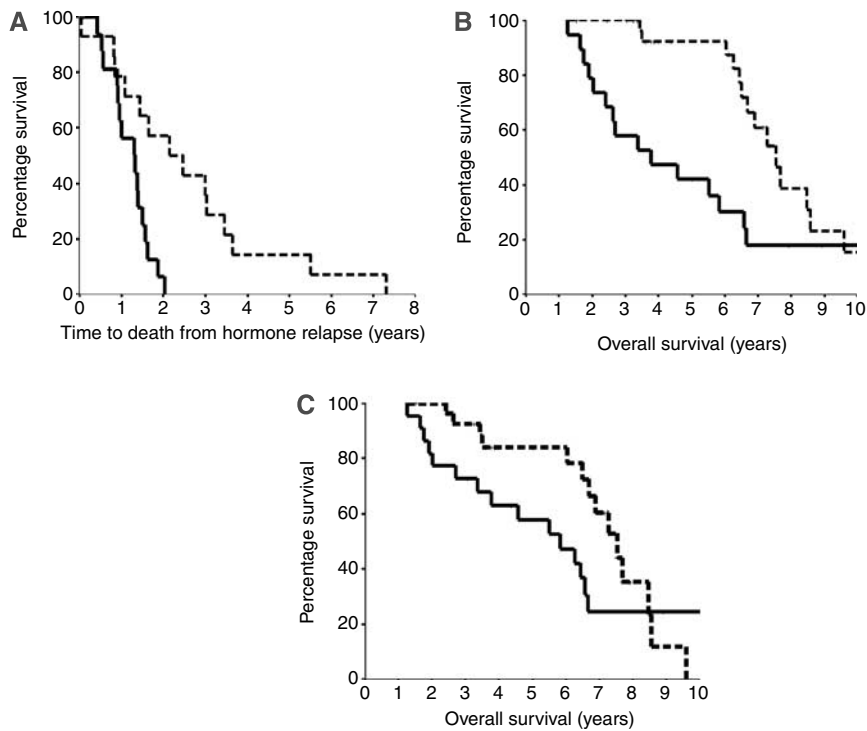 A
Percentage survival
100
80
60
40
20
0
0 1 2 3 4 5 6 7 8
Time to death from hormone relapse (years)
B
Percentage survival
100
80
60
40
20
0
0 1 2 3 4 5 6 7 8 9 10
Overall survival (years)
C
Percentage survival
100
80
60
40
20
0
0 1 2 3 4 5 6 7 8 9 10
Overall survival (years)